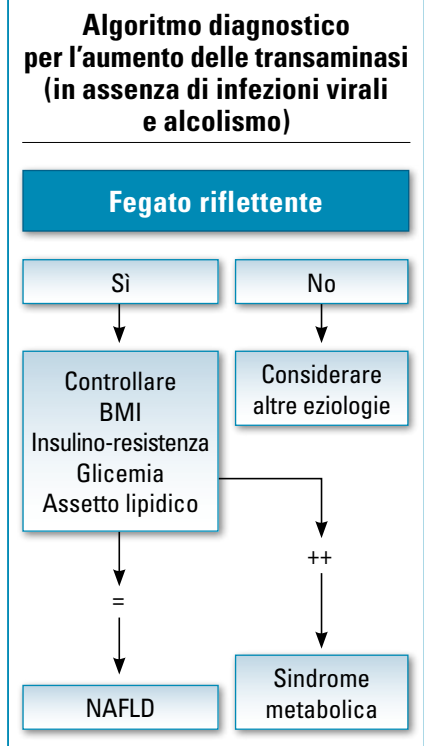 Algoritmo diagnostico
per l'aumento delle transaminasi
(in assenza di infezioni virali
e alcolismo)
Fegato riflettente
Sì
No
Controllare
BMI
Insulino-resistenza
Glicemia
Assetto lipidico
Considerare
altre eziologie
=
++
NAFLD
Sindrome
metabolica